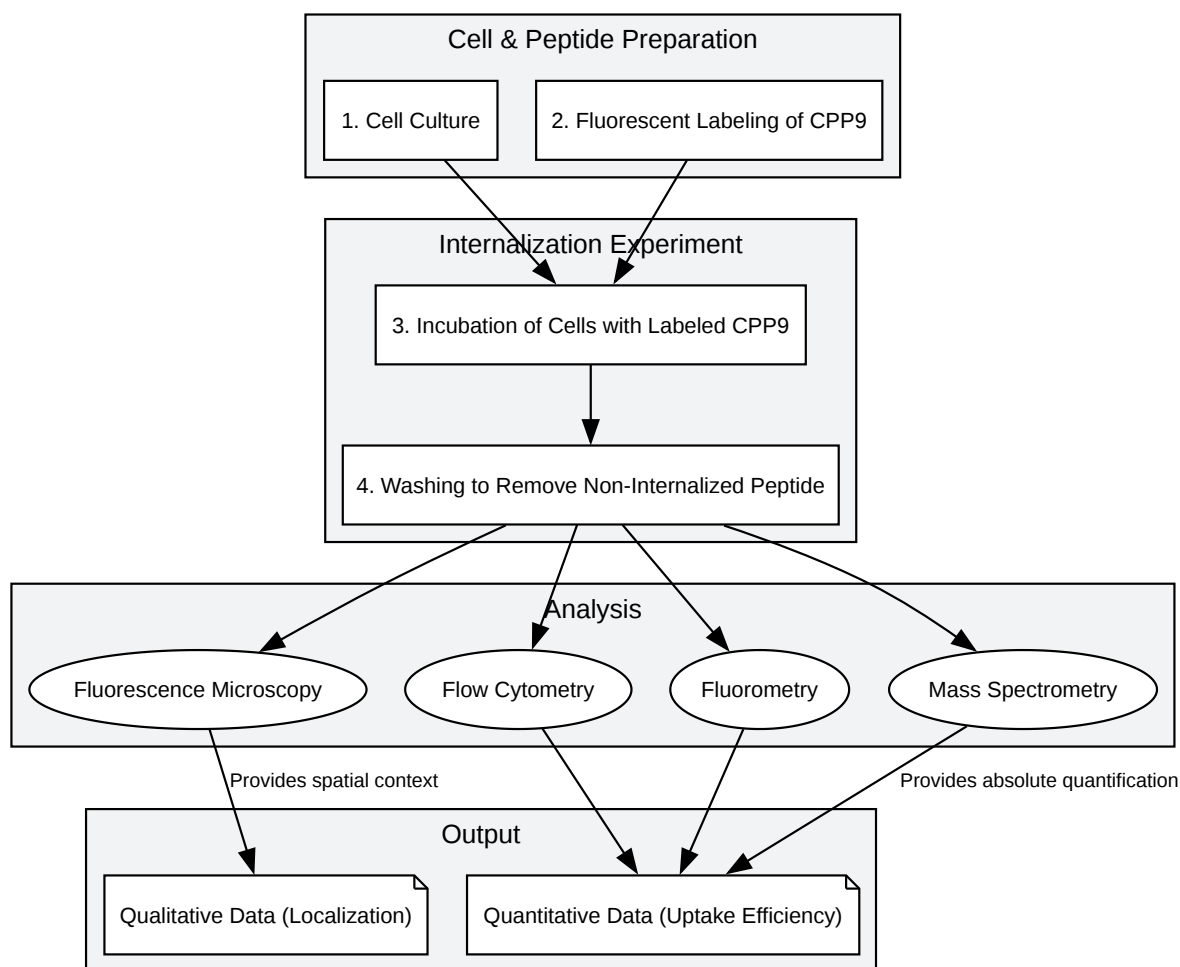 Cell & Peptide Preparation
1. Cell Culture
2. Fluorescent Labeling of CPP9
Internalization Experiment
3. Incubation of Cells with Labeled CPP9
4. Washing to Remove Non-Internalized Peptide
Analysis
Fluorescence Microscopy
Flow Cytometry
Fluorometry
Mass Spectrometry
Provides spatial context
Provides absolute quantification
Output
Qualitative Data (Localization)
Quantitative Data (Uptake Efficiency)